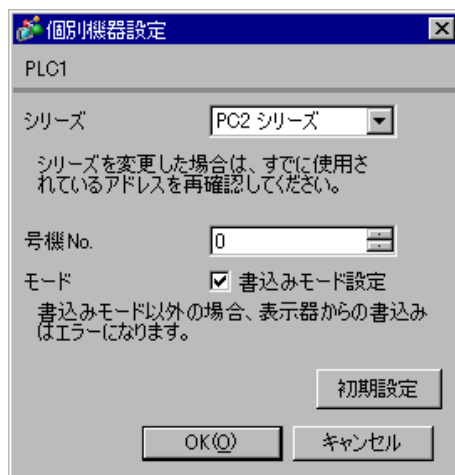 個別機器設定
PLC1
シリーズ PC2 シリーズ
シリーズを変更した場合は、すでに使用さ
れているアドレスを再確認してください。
号機No. 0
モード 書込みモード設定
書込みモード以外の場合、表示器からの書込み
はエラーになります。
初期設定
OK(O) キャンセル